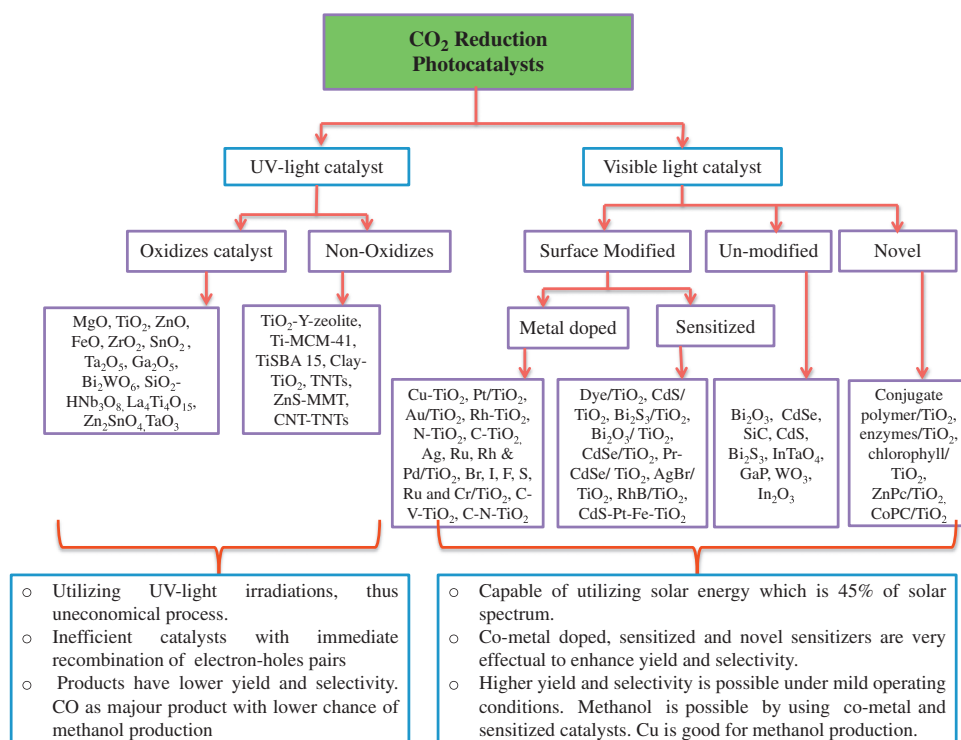 CO₂ Reduction
Photocatalysts
UV-light catalyst
Visible light catalyst
Oxidizes catalyst
Non-Oxidizes
Surface Modified
Un-modified
Novel
MgO, TiO₂, ZnO,
FeO, ZrO₂, SnO₂ ,
Ta₂O₅, Ga₂O₅,
Bi₂WO₆, SiO₂-
HNb₃O₈, La₄Ti₄O₁₅,
Zn₂SnO₄,TaO₃
TiO₂-Y-zeolite,
Ti-MCM-41,
TiSBA 15, Clay-
TiO₂, TNTs,
ZnS-MMT,
CNT-TNTs
Metal doped
Sensitized
Cu-TiO₂, Pt/TiO₂,
Au/TiO₂, Rh-TiO₂,
N-TiO₂, C-TiO₂,
Ag, Ru, Rh &
Pd/TiO₂, Br, I, F, S,
Ru and Cr/TiO₂, C-
V-TiO₂, C-N-TiO₂
Dye/TiO₂, CdS/
TiO₂, Bi₂S₃/TiO₂,
Bi₂O₃/ TiO₂,
CdSe/TiO₂, Pr-
CdSe/ TiO₂, AgBr/
TiO₂, RhB/TiO₂,
CdS-Pt-Fe-TiO₂
Bi₂O₃, CdSe,
SiC, CdS,
Bi₂S₃, InTaO₄,
GaP, WO₃,
In₂O₃
Conjugate
polymer/TiO₂,
enzymes/TiO₂,
chlorophyll/
TiO₂,
ZnPc/TiO₂,
CoPC/TiO₂
o Utilizing UV-light irradiations, thus
uneconomical process.
o Inefficient catalysts with immediate
recombination of electron-holes pairs
o Products have lower yield and selectivity.
CO as majour product with lower chance of
methanol production
o Capable of utilizing solar energy which is 45% of solar
spectrum.
o Co-metal doped, sensitized and novel sensitizers are very
effectual to enhance yield and selectivity.
o Higher yield and selectivity is possible under mild operating
conditions. Methanol is possible by using co-metal and
sensitized catalysts. Cu is good for methanol production.